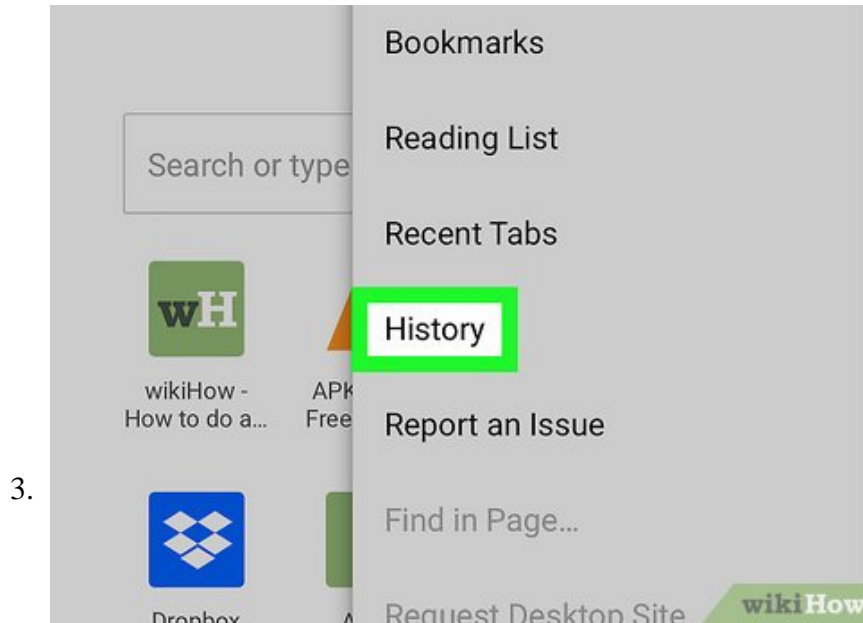 Bookmarks
Reading List
Search or type
Recent Tabs
wH
History
wikiHow -
How to do a...
APK
Free
Report an Issue
3.
Find in Page...
Dropbox
A
Request Desktop Site
wikiHow